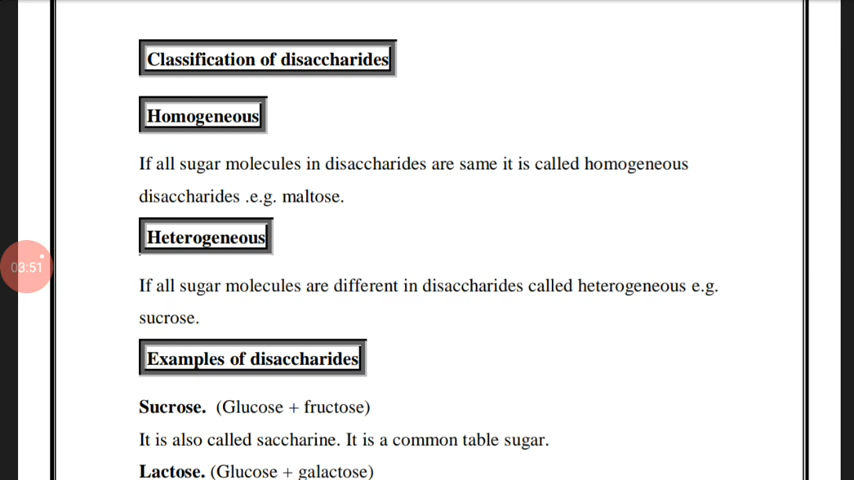 Classification of disaccharides
Homogeneous
If all sugar molecules in disaccharides are same it is called homogeneous
disaccharides .e.g. maltose.
Heterogeneous
If all sugar molecules are different in disaccharides called heterogeneous e.g.
sucrose.
Examples of disaccharides
Sucrose. (Glucose + fructose)
It is also called saccharine. It is a common table sugar.
Lactose. (Glucose + galactose)
03:51